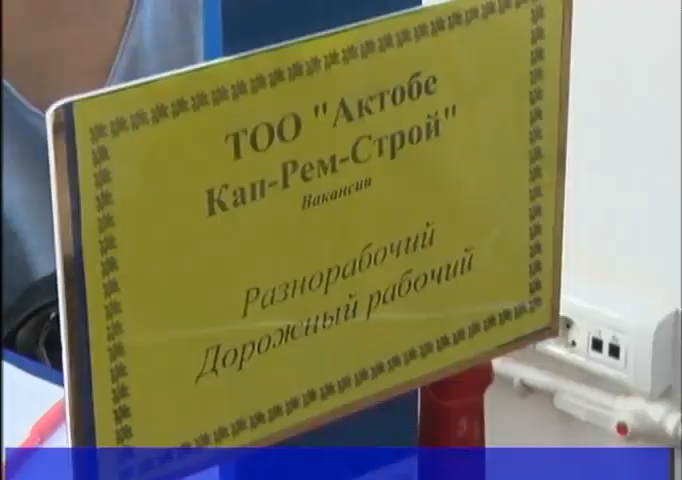 ТОО "Актобе
Кап-Рем-Строй"
Вакансии
Разнорабочий
Дорожный рабочий